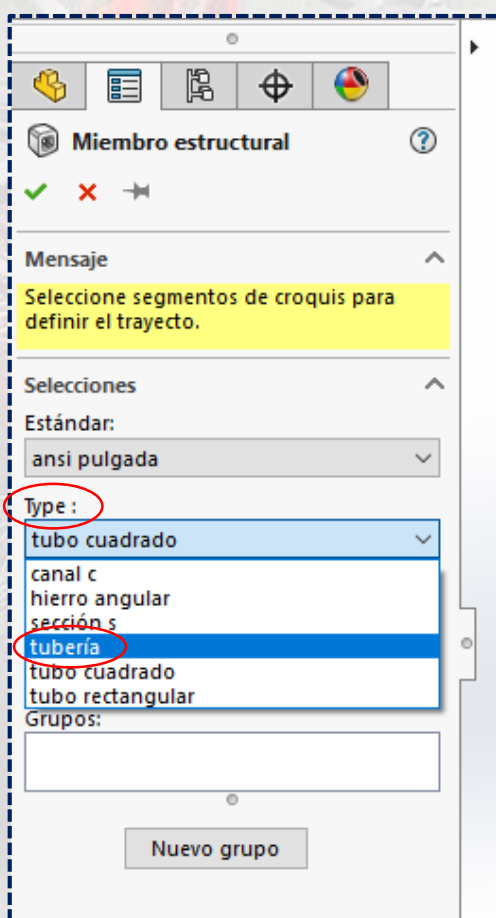 Miembro estructural
Mensaje
Seleccione segmentos de croquis para
definir el trayecto.
Selecciones
Estándar:
ansi pulgada
Type :
tubo cuadrado
canal c
hierro angular
sección s
tubería
tubo cuadrado
tubo rectangular
Grupos:
Nuevo grupo